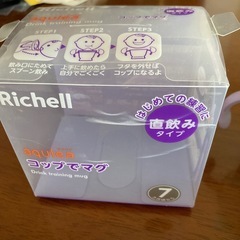 STEP1
STEP2
STEP3
飲み口にためて
スプーン飲み
上手に飲めたら
自分でごくごく
フタを外せば
コップになるよ
Richell
はじめての練習に
直飲み
タイプ
コップでマグ
Drink training mug
7